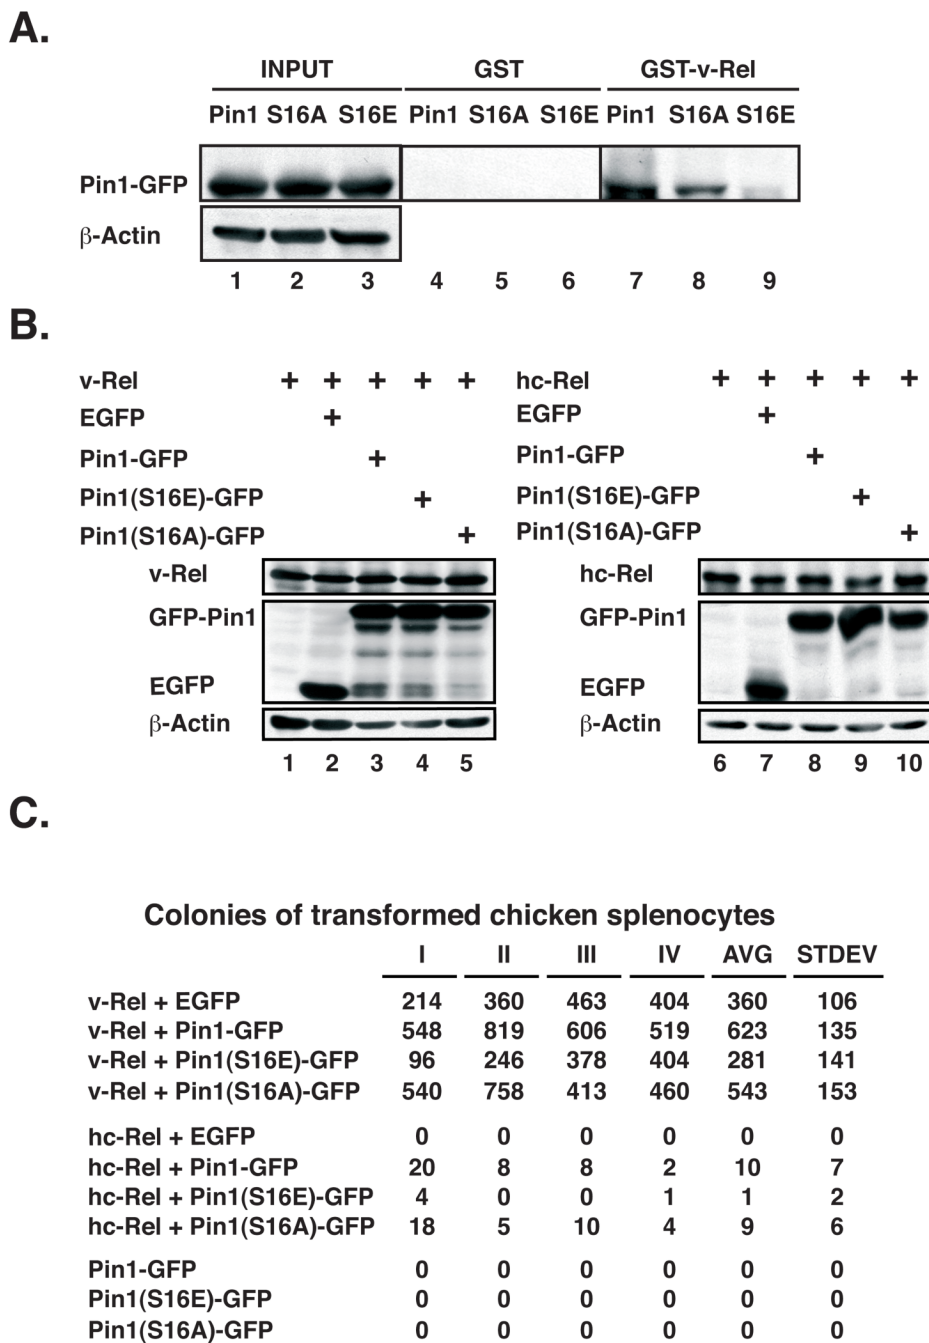 A.
INPUT GST GST-v-Rel
Pin1 S16A S16E Pin1 S16A S16E Pin1 S16A S16E
Pin1-GFP
β-Actin
1 2 3 4 5 6 7 8 9
B.
v-Rel + + + + +
EGFP +
Pin1-GFP +
Pin1(S16E)-GFP +
Pin1(S16A)-GFP +
v-Rel
GFP-Pin1
EGFP
β-Actin
1 2 3 4 5
hc-Rel + + + + +
EGFP +
Pin1-GFP +
Pin1(S16E)-GFP +
Pin1(S16A)-GFP +
hc-Rel
GFP-Pin1
EGFP
β-Actin
6 7 8 9 10
C.
Colonies of transformed chicken splenocytes
I II III IV AVG STDEV
v-Rel + EGFP 214 360 463 404 360 106
v-Rel + Pin1-GFP 548 819 606 519 623 135
v-Rel + Pin1(S16E)-GFP 96 246 378 404 281 141
v-Rel + Pin1(S16A)-GFP 540 758 413 460 543 153
hc-Rel + EGFP 0 0 0 0 0 0
hc-Rel + Pin1-GFP 20 8 8 2 10 7
hc-Rel + Pin1(S16E)-GFP 4 0 0 1 1 2
hc-Rel + Pin1(S16A)-GFP 18 5 10 4 9 6
Pin1-GFP 0 0 0 0 0 0
Pin1(S16E)-GFP 0 0 0 0 0 0
Pin1(S16A)-GFP 0 0 0 0 0 0